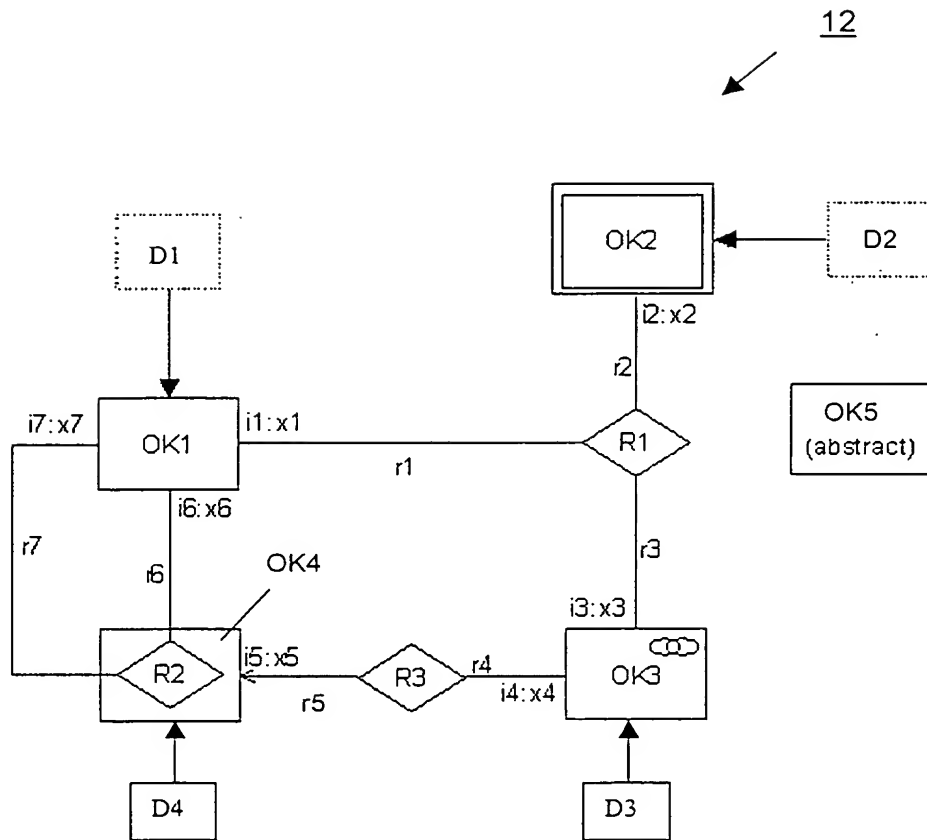 12
D1
OK2
D2
i2:x2
r2
OK5
(abstract)
i7:x7
OK1
i1:x1
R1
r1
i6:x6
r7
r6
OK4
r3
i3:x3
R2
i5:x5
r5
R3
r4
i4:x4
OK3
D4
D3